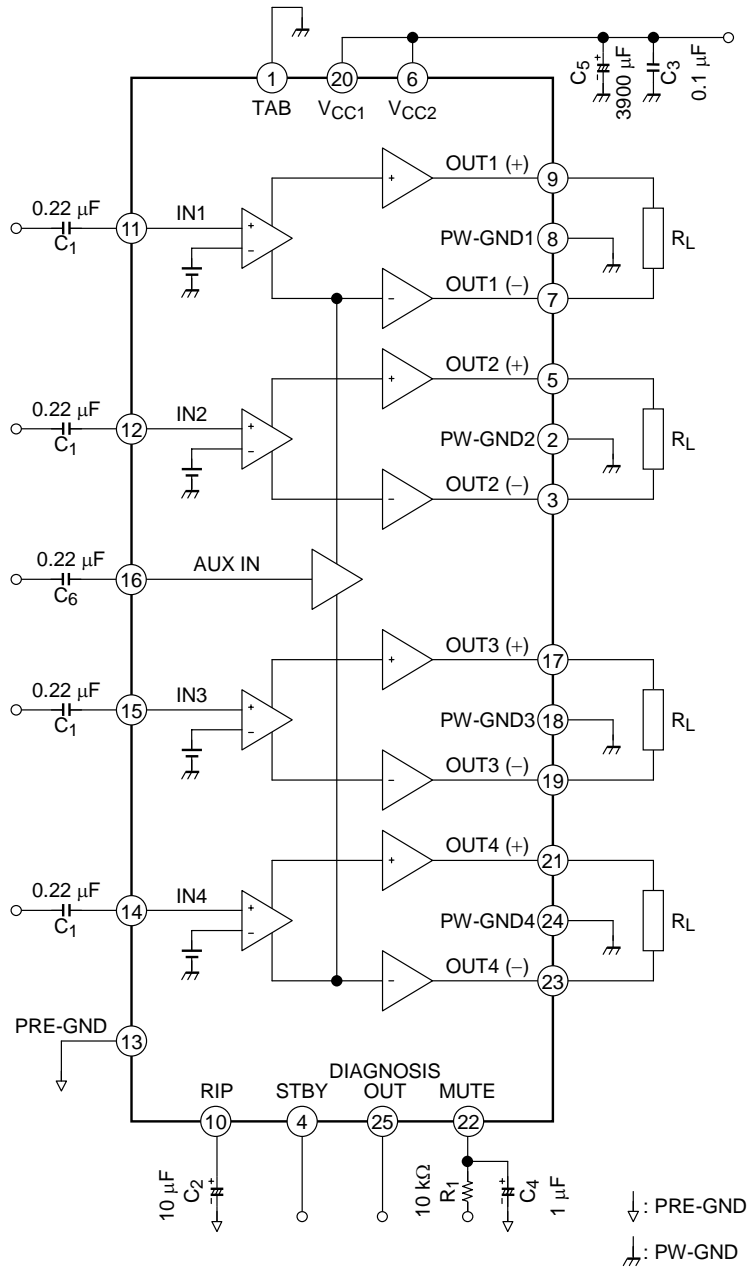 1
20
6
TAB
VCC1
VCC2
C5
3900 μF
C3
0.1 μF
+
-
OUT1 (+)
9
0.22 μF
C1
11
IN1
+
-
+
PW-GND1
8
RL
-
OUT1 (−)
7
OUT2 (+)
5
0.22 μF
C1
12
IN2
+
-
+
PW-GND2
2
RL
-
OUT2 (−)
3
0.22 μF
C6
16
AUX IN
OUT3 (+)
17
0.22 μF
C1
15
IN3
+
-
+
PW-GND3
18
RL
-
OUT3 (−)
19
OUT4 (+)
21
0.22 μF
C1
14
IN4
+
-
+
PW-GND4
24
RL
-
OUT4 (−)
23
PRE-GND
13
RIP
STBY
DIAGNOSIS
OUT
MUTE
10
4
25
22
10 μF
C2
+
-
10 kΩ
R1
C4
1 μF
+
-
: PRE-GND
: PW-GND